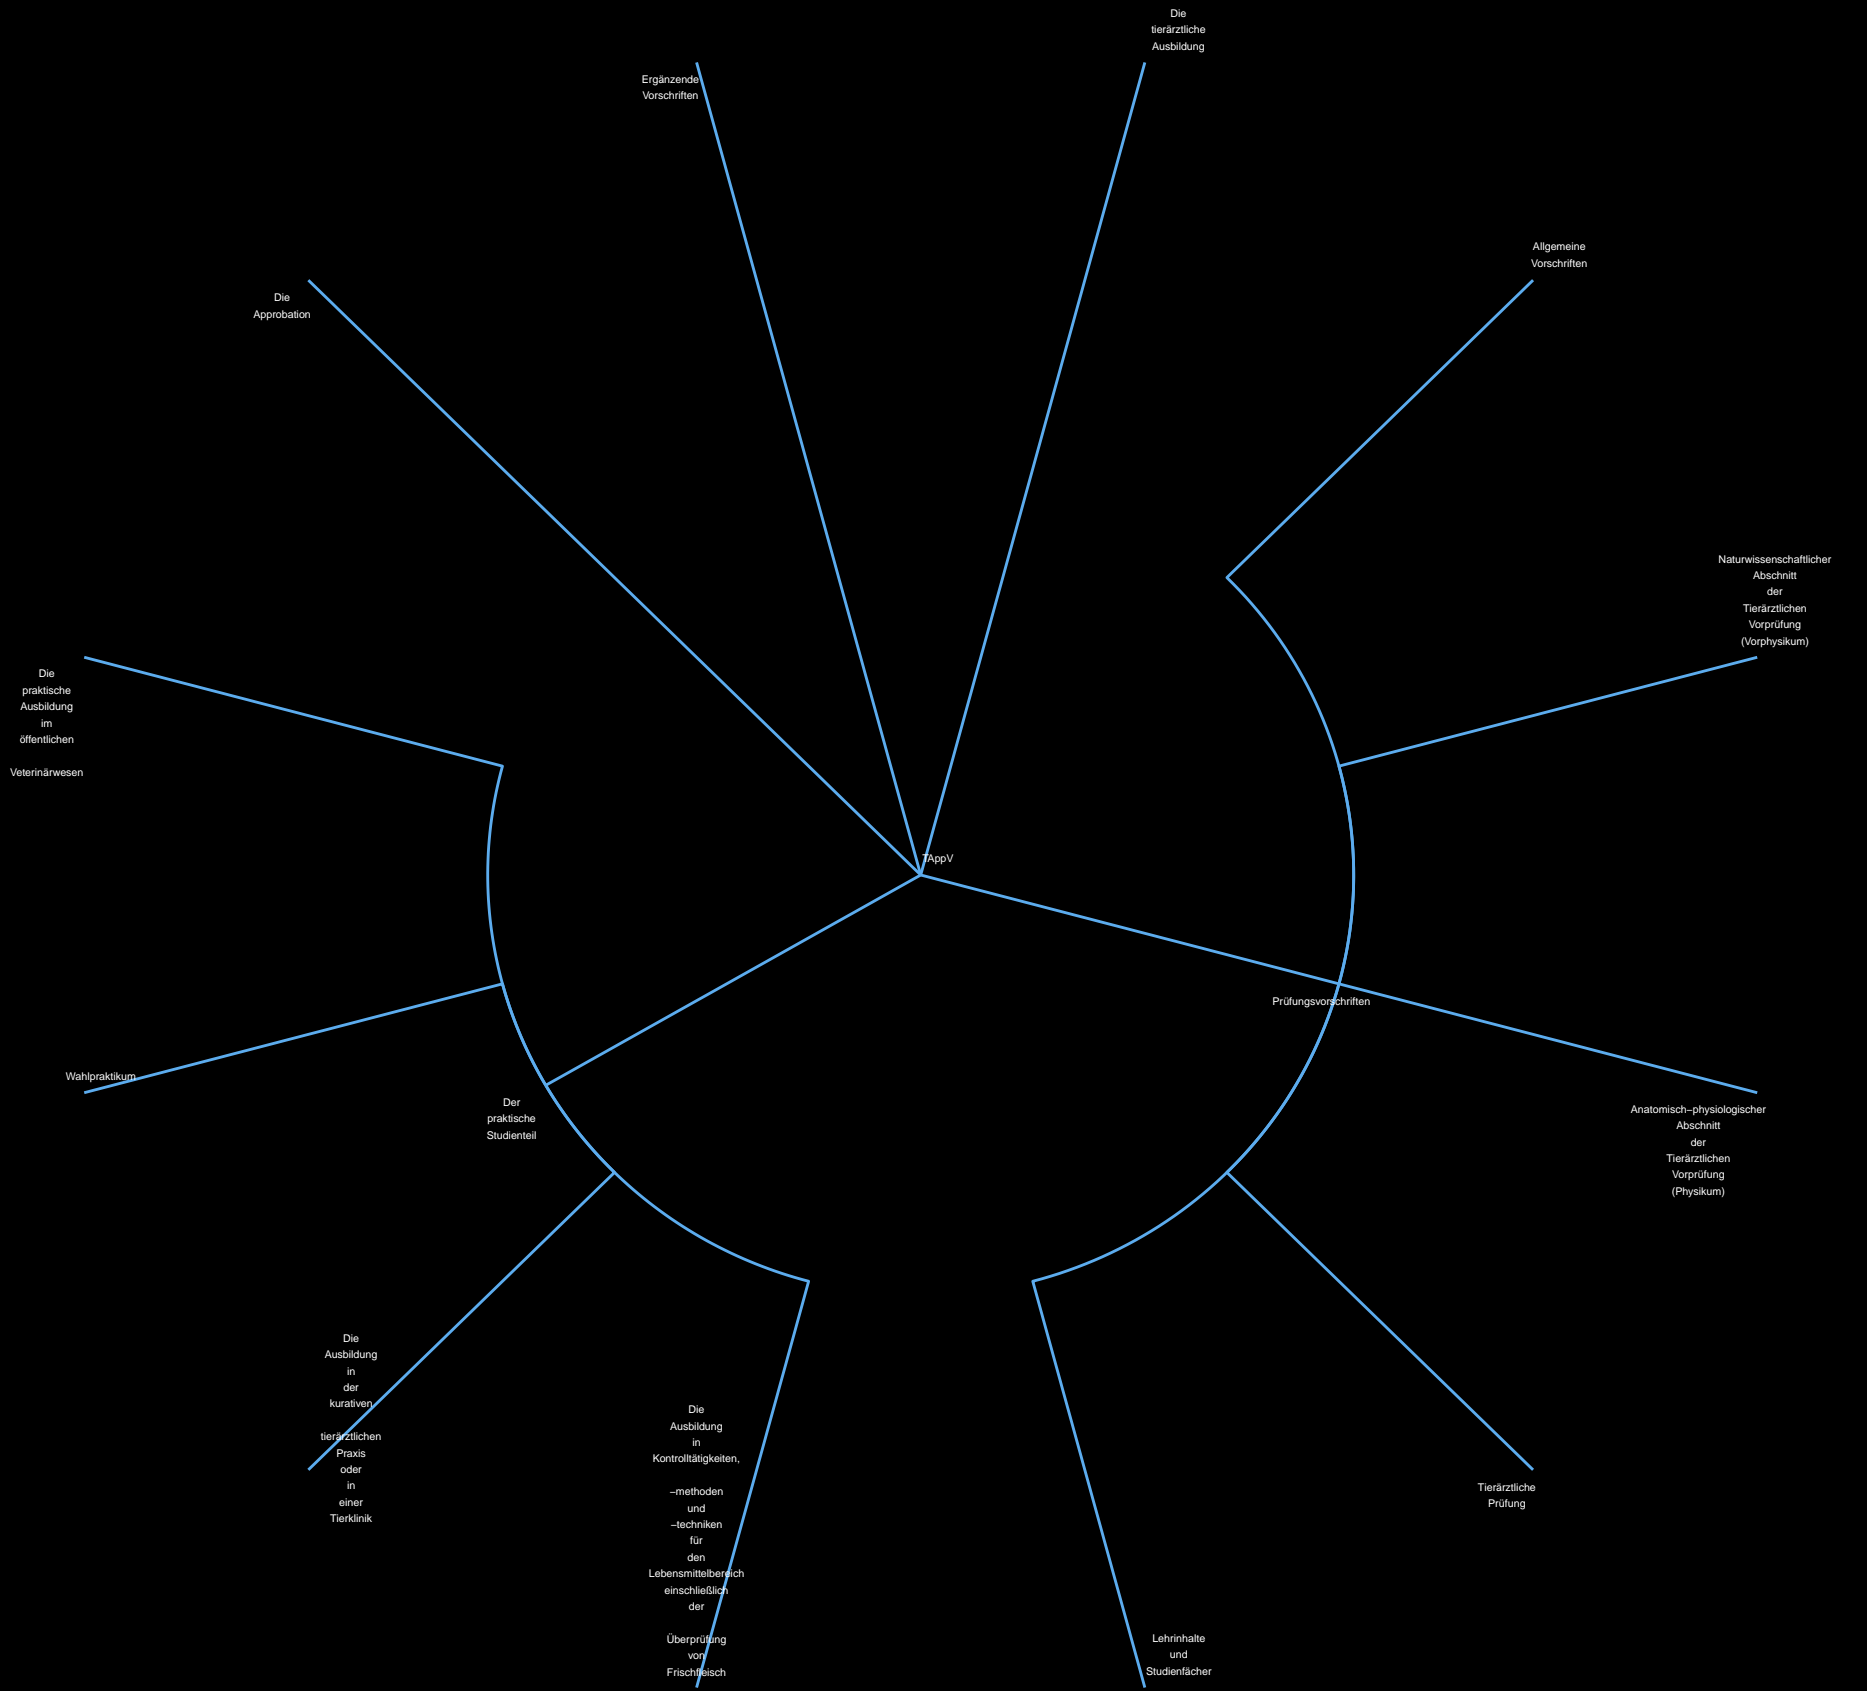 Die
tierärztliche
Ausbildung
Ergänzende
Vorschriften
Allgemeine
Vorschriften
Die
Approbation
Naturwissenschaftlicher
Abschnitt
der
Tierärztlichen
Vorprüfung
(Vorphysikum)
Die
praktische
Ausbildung
im
öffentlichen
Veterinärwesen
TAppV
Prüfungsvorschriften
Wahlpraktikum
Der
praktische
Studienteil
Anatomisch–physiologischer
Abschnitt
der
Tierärztlichen
Vorprüfung
(Physikum)
Die
Ausbildung
in
der
kurativen
tierärztlichen
Praxis
oder
in
einer
Tierklinik
Die
Ausbildung
in
Kontrolltätigkeiten,
–methoden
und
–techniken
für
den
Lebensmittelbereich
einschließlich
der
Überprüfung
von
Frischfleisch
Tierärztliche
Prüfung
Lehrinhalte
und
Studienfächer